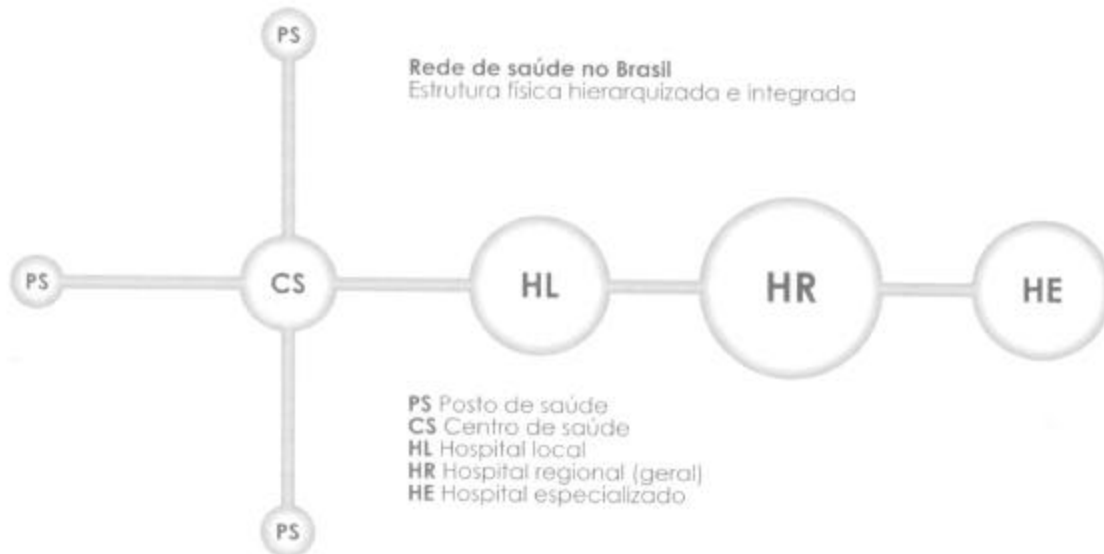 PS
Rede de saúde no Brasil
Estrutura física hierarquizada e integrada
PS
CS
HL
HR
HE
PS Posto de saúde
CS Centro de saúde
HL Hospital local
HR Hospital regional (geral)
HE Hospital especializado
PS